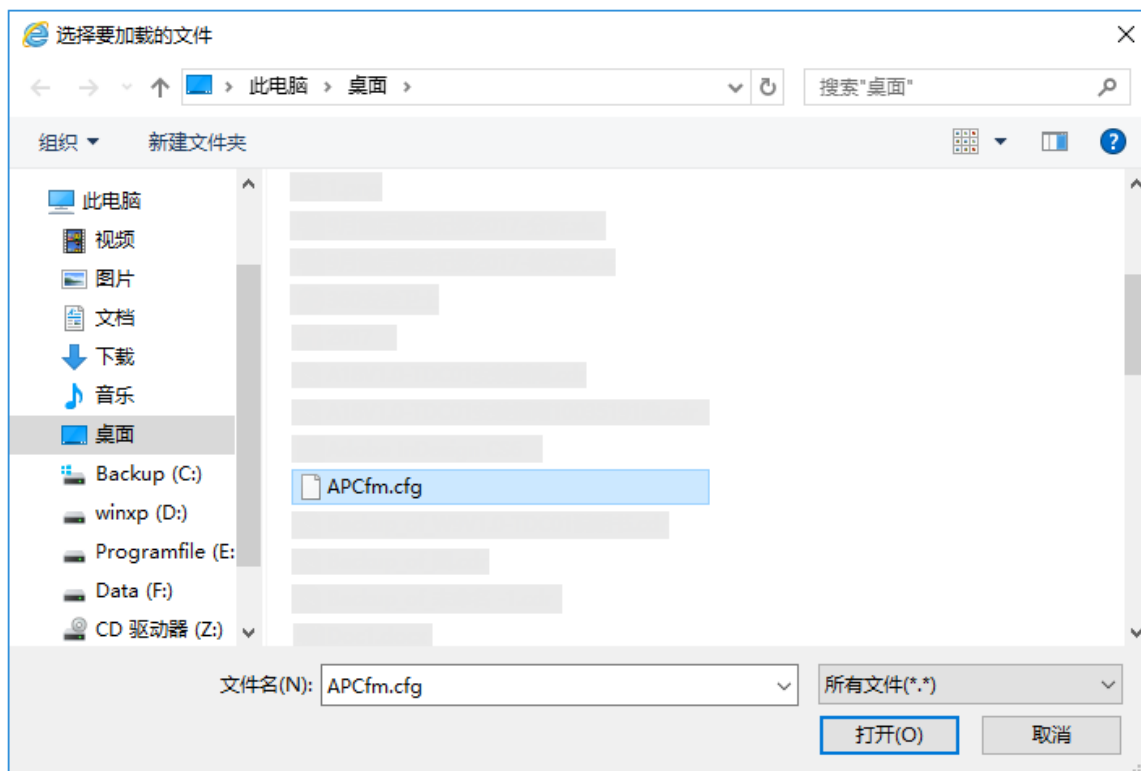 选择要加载的文件
此电脑 桌面
搜索"桌面"
组织 新建文件夹
此电脑
视频
图片
文档
下载
音乐
桌面
Backup (C:)
winxp (D:)
Programfile (E:
Data (F:)
CD 驱动器 (Z:)
APCfm.cfg
文件名(N): APCfm.cfg
所有文件(*.*)
打开(O) 取消